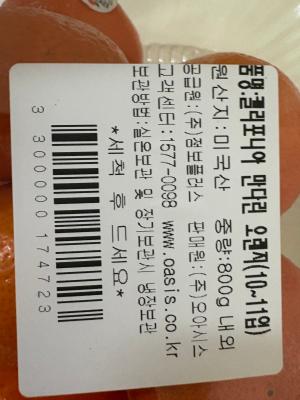 품명:캘리포니아 만다린 오렌지(10~11입)
원산지:미국산 중량:800g 내외
공급원:(주)점보플러스 판매원:(주)오아시스
고객센터:1577-0098 www.oasis.co.kr
보관방법:실온보관 및 장기보관시 냉장보관
*세척 후 드세요*
3 300000 174728